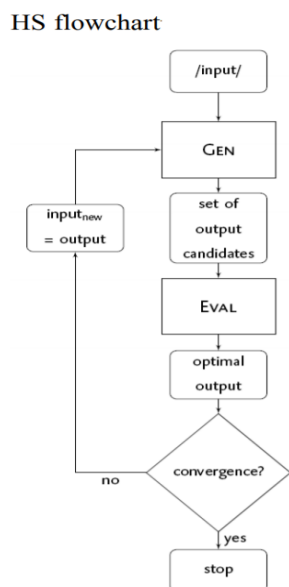 HS flowchart
/input/
GEN
input_new
= output
set of
output
candidates
EVAL
optimal
output
convergence?
no
yes
stop